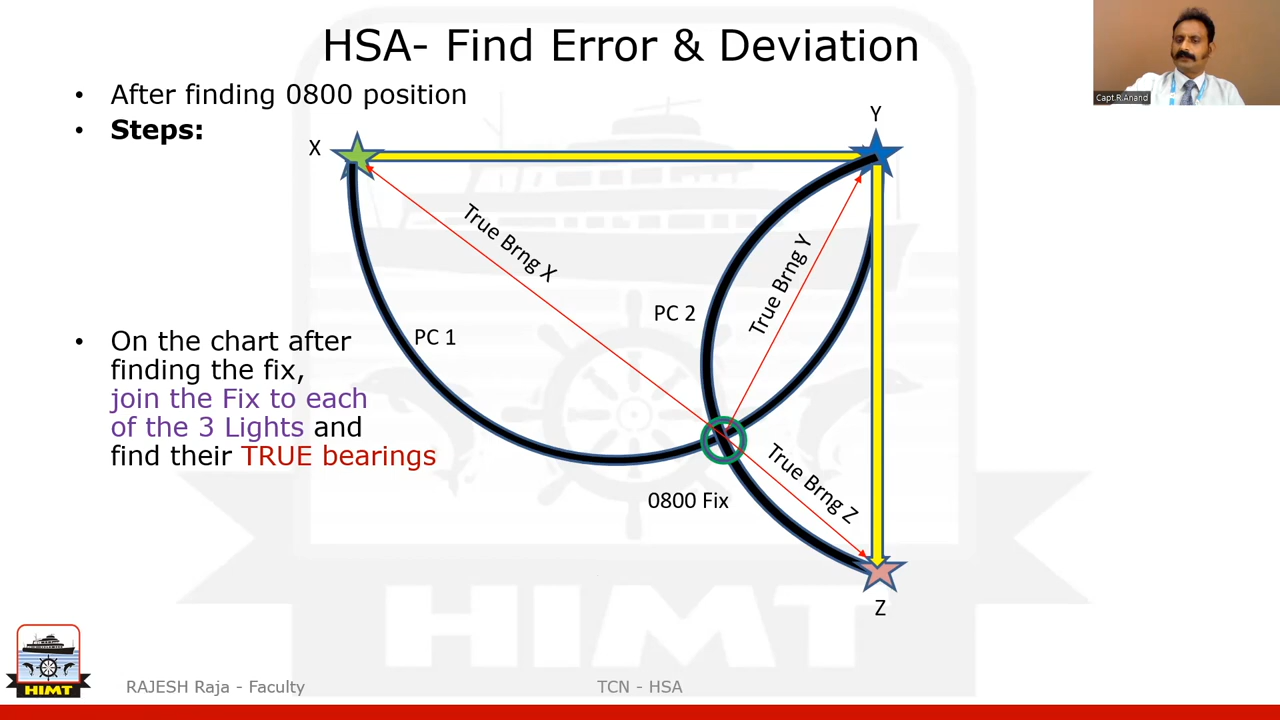 HSA- Find Error & Deviation
• After finding 0800 position
• Steps:
Capt.R.Anand
X
Y
True Brng X
True Brng Y
PC 2
PC 1
• On the chart after
finding the fix,
join the Fix to each
of the 3 Lights and
find their TRUE bearings
True Brng Z
0800 Fix
Z
HIMT
HIMT
RAJESH Raja - Faculty
TCN - HSA